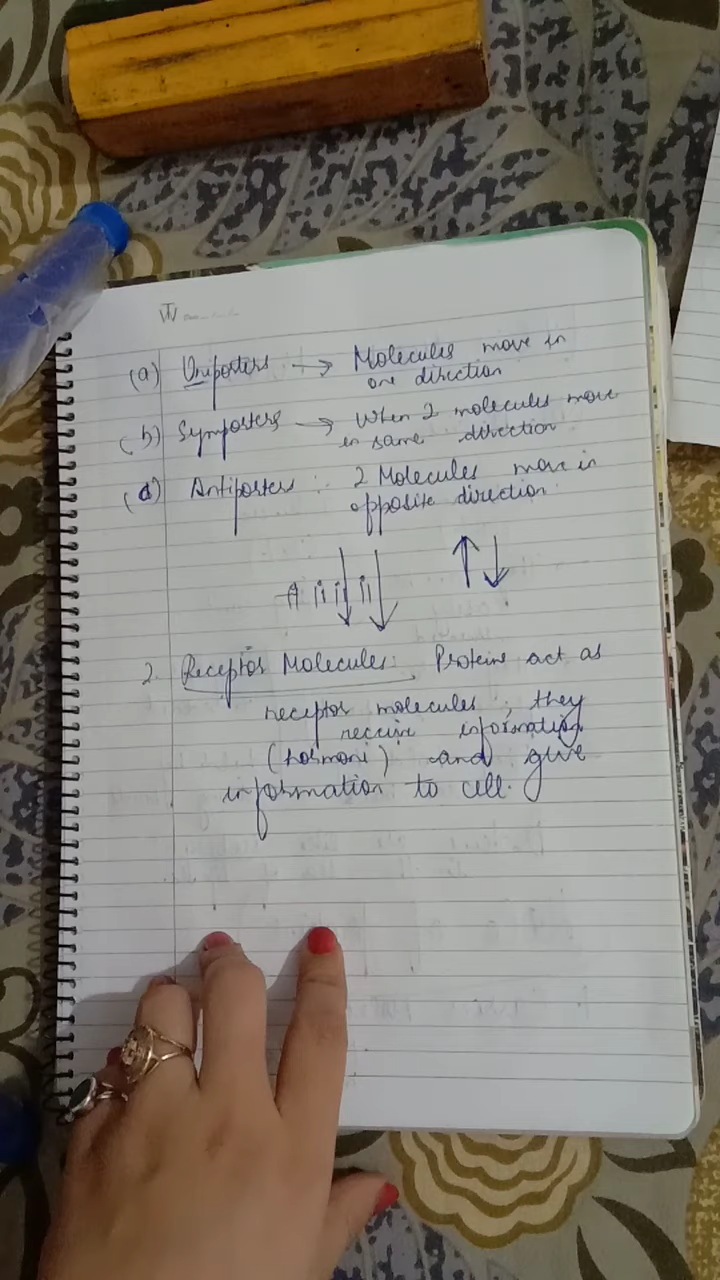 (a) Uniporters → Molecules move in
one direction
(b) Symporters → When 2 molecules move
in same direction
(d) Antiporters : 2 Molecules move in
opposite direction
2. Receptor Molecules: Proteins act as
receptor molecules, they
receive information
(hormone) and give
information to cell.